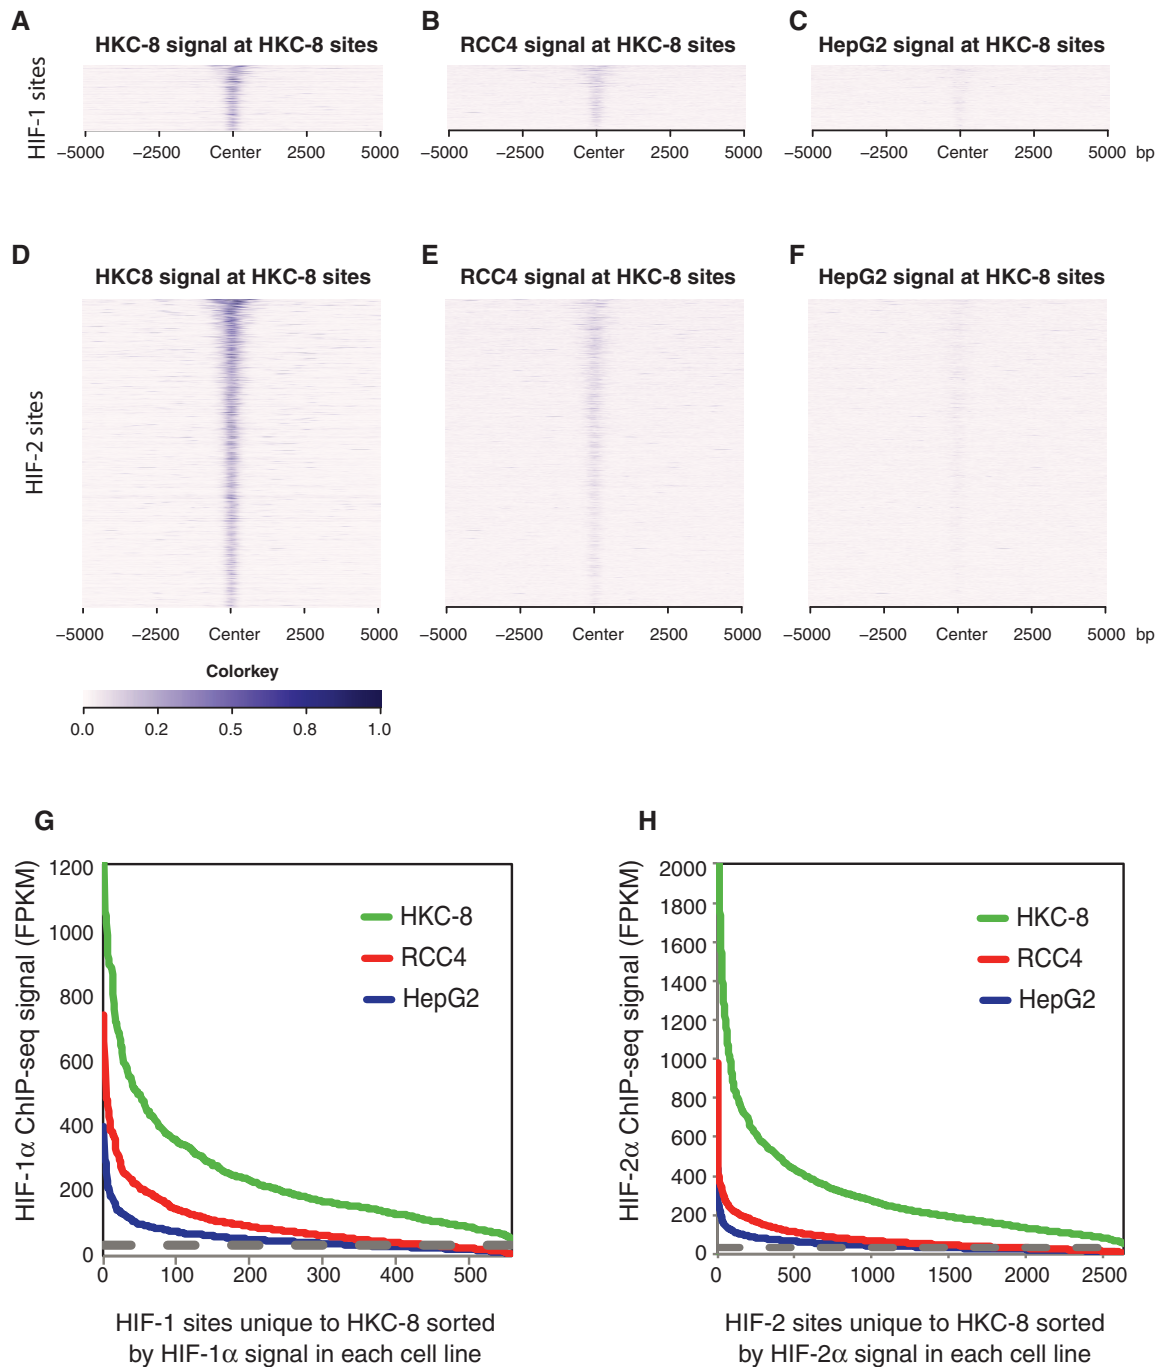 A
B
C
HKC-8 signal at HKC-8 sites
RCC4 signal at HKC-8 sites
HepG2 signal at HKC-8 sites
HIF-1 sites
−5000 −2500 Center 2500 5000
−5000 −2500 Center 2500 5000
−5000 −2500 Center 2500 5000 bp
D
E
F
HKC8 signal at HKC-8 sites
RCC4 signal at HKC-8 sites
HepG2 signal at HKC-8 sites
HIF-2 sites
−5000 −2500 Center 2500 5000
−5000 −2500 Center 2500 5000
−5000 −2500 Center 2500 5000 bp
Colorkey
0.0 0.2 0.5 0.8 1.0
G
HIF-1α ChIP-seq signal (FPKM)
1200
1000
800
600
400
200
0
HKC-8
RCC4
HepG2
0 100 200 300 400 500
HIF-1 sites unique to HKC-8 sorted
by HIF-1α signal in each cell line
H
HIF-2α ChIP-seq signal (FPKM)
2000
1800
1600
1400
1200
1000
800
600
400
200
0
HKC-8
RCC4
HepG2
0 500 1000 1500 2000 2500
HIF-2 sites unique to HKC-8 sorted
by HIF-2α signal in each cell line